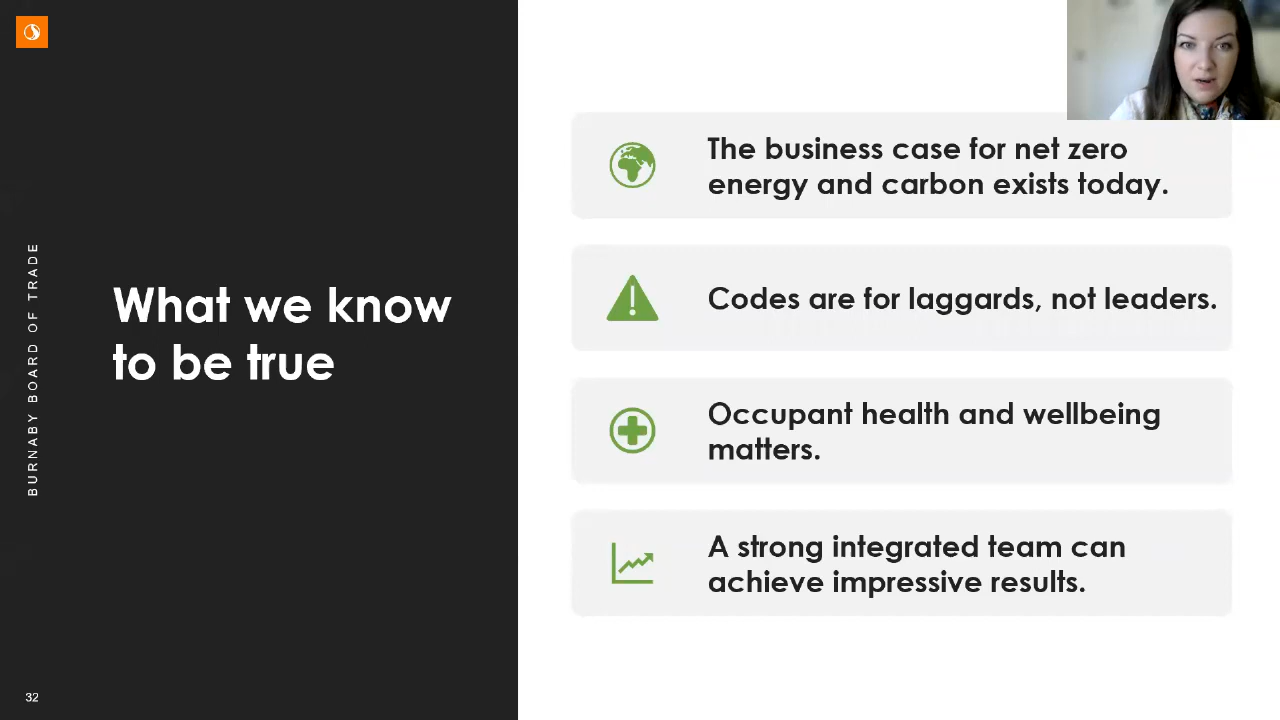 BURNABY BOARD OF TRADE
What we know
to be true
The business case for net zero
energy and carbon exists today.
Codes are for laggards, not leaders.
Occupant health and wellbeing
matters.
A strong integrated team can
achieve impressive results.
32